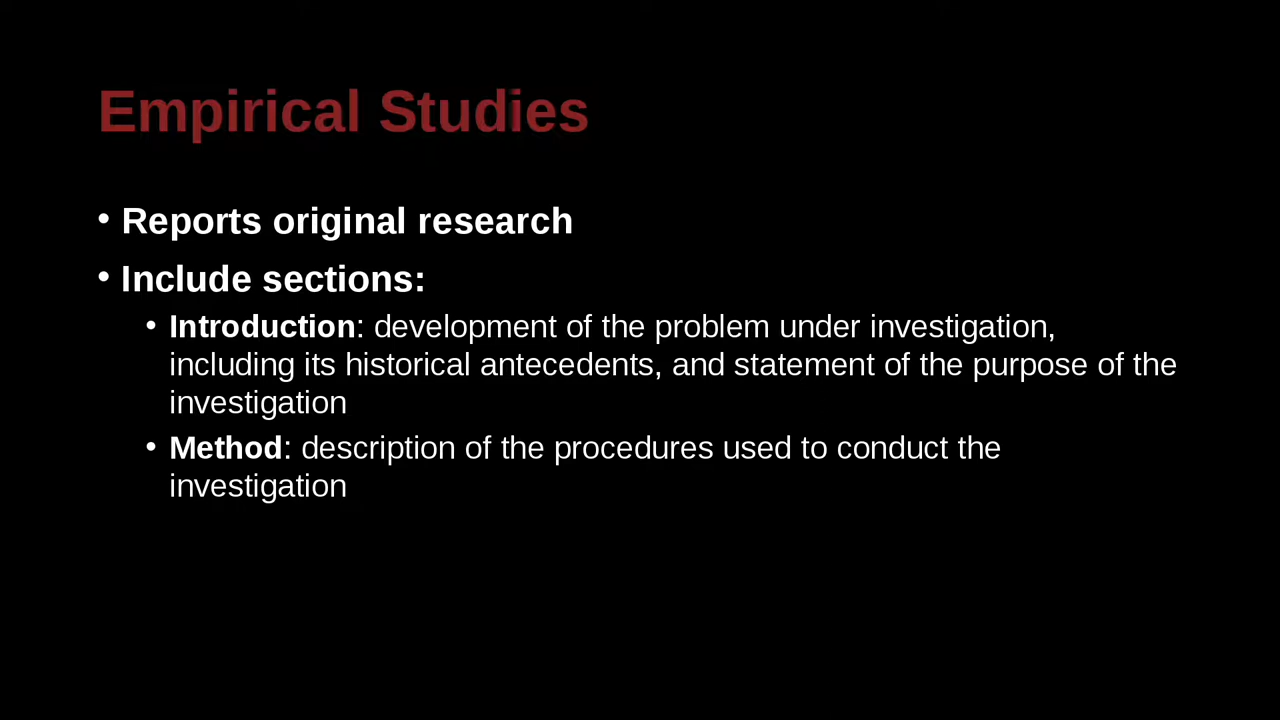 Empirical Studies
• Reports original research
• Include sections:
• Introduction: development of the problem under investigation,
including its historical antecedents, and statement of the purpose of the
investigation
• Method: description of the procedures used to conduct the
investigation